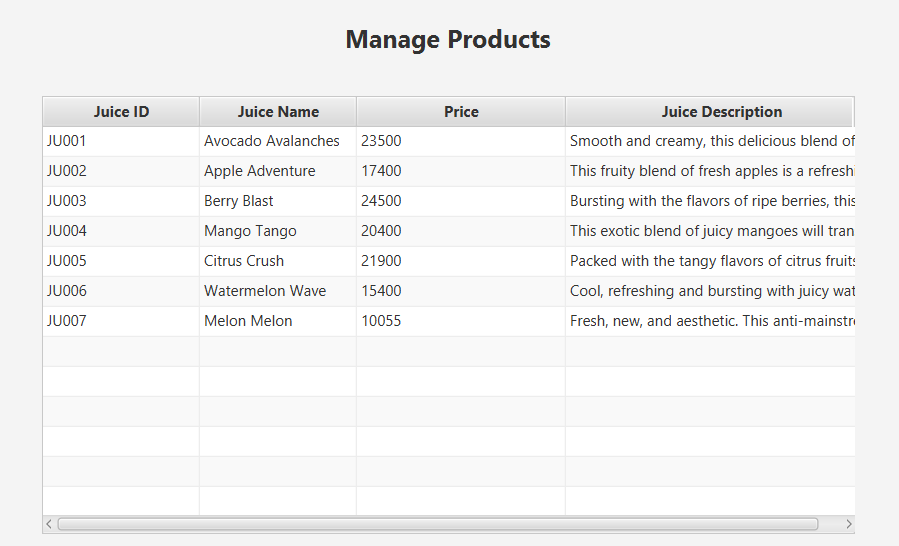 Manage Products
Juice ID Juice Name Price Juice Description
JU001 Avocado Avalanches 23500 Smooth and creamy, this delicious blend of
JU002 Apple Adventure 17400 This fruity blend of fresh apples is a refreshi
JU003 Berry Blast 24500 Bursting with the flavors of ripe berries, this
JU004 Mango Tango 20400 This exotic blend of juicy mangoes will tran
JU005 Citrus Crush 21900 Packed with the tangy flavors of citrus fruits
JU006 Watermelon Wave 15400 Cool, refreshing and bursting with juicy wat
JU007 Melon Melon 10055 Fresh, new, and aesthetic. This anti-mainstre